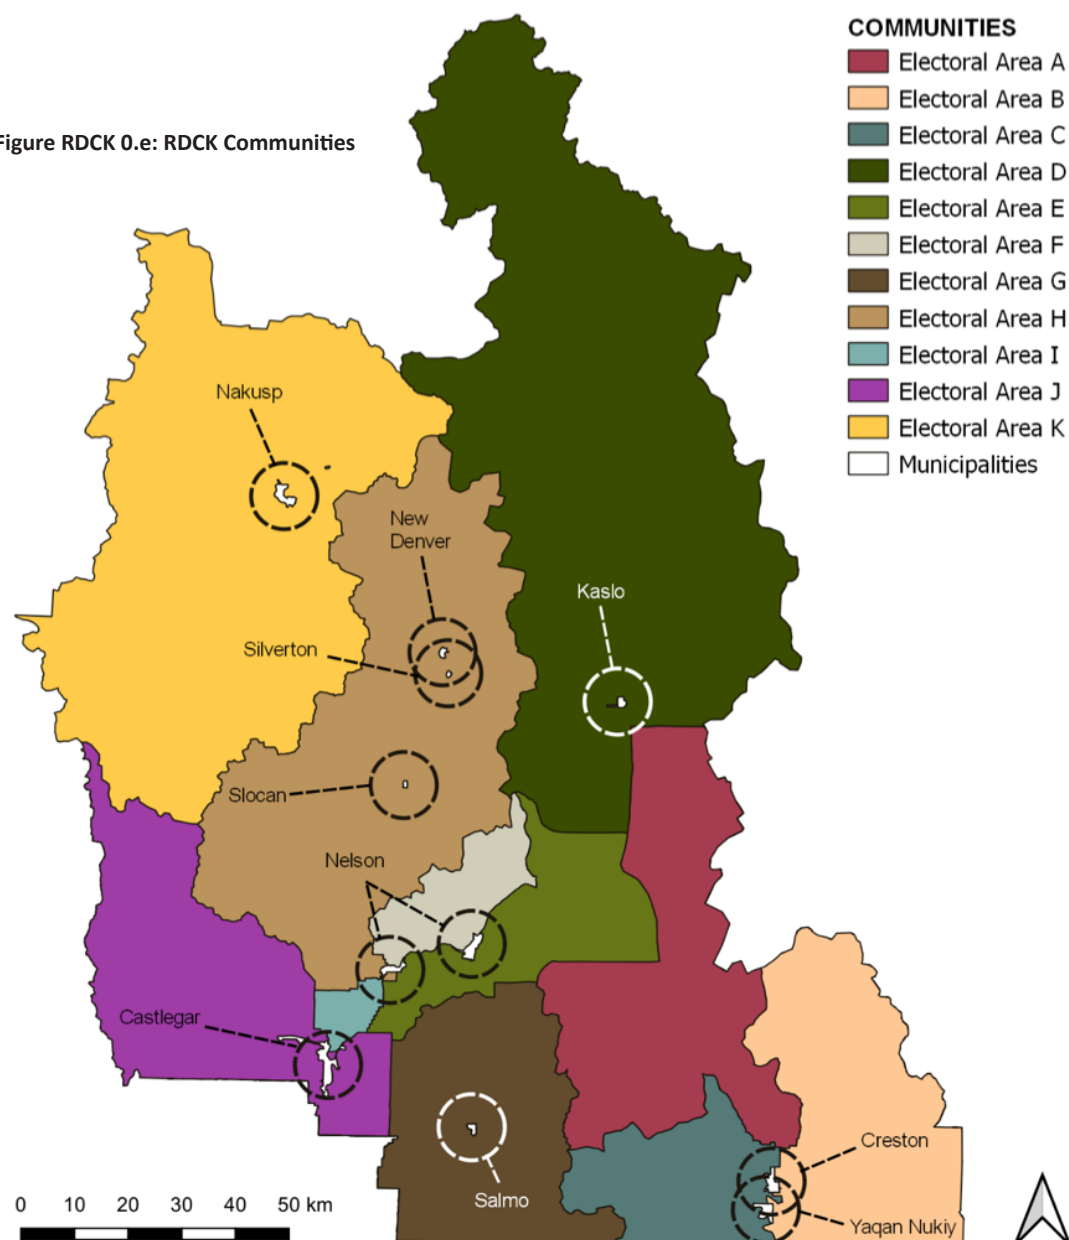 COMMUNITIES
Electoral Area A
Electoral Area B
Electoral Area C
Electoral Area D
Electoral Area E
Electoral Area F
Electoral Area G
Electoral Area H
Electoral Area I
Electoral Area J
Electoral Area K
Municipalities
Figure RDCK 0.e: RDCK Communities
Nakusp
New
Denver
Kaslo
Silverton
Slocan
Nelson
Castlegar
Creston
Salmo
Yaqan Nukiy
0 10 20 30 40 50 km